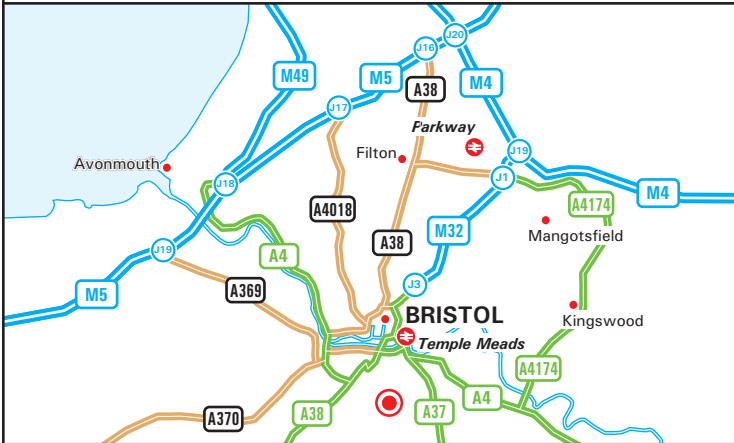 J20
J16
M49
M5
M4
A38
J17
Parkway
Filton
J19
Avonmouth
J1
J18
A4174
M4
A4018
M32
Mangotsfield
A38
J19
A4
J3
M5
A369
BRISTOL
Kingswood
Temple Meads
A4174
A370
A38
A37
A4